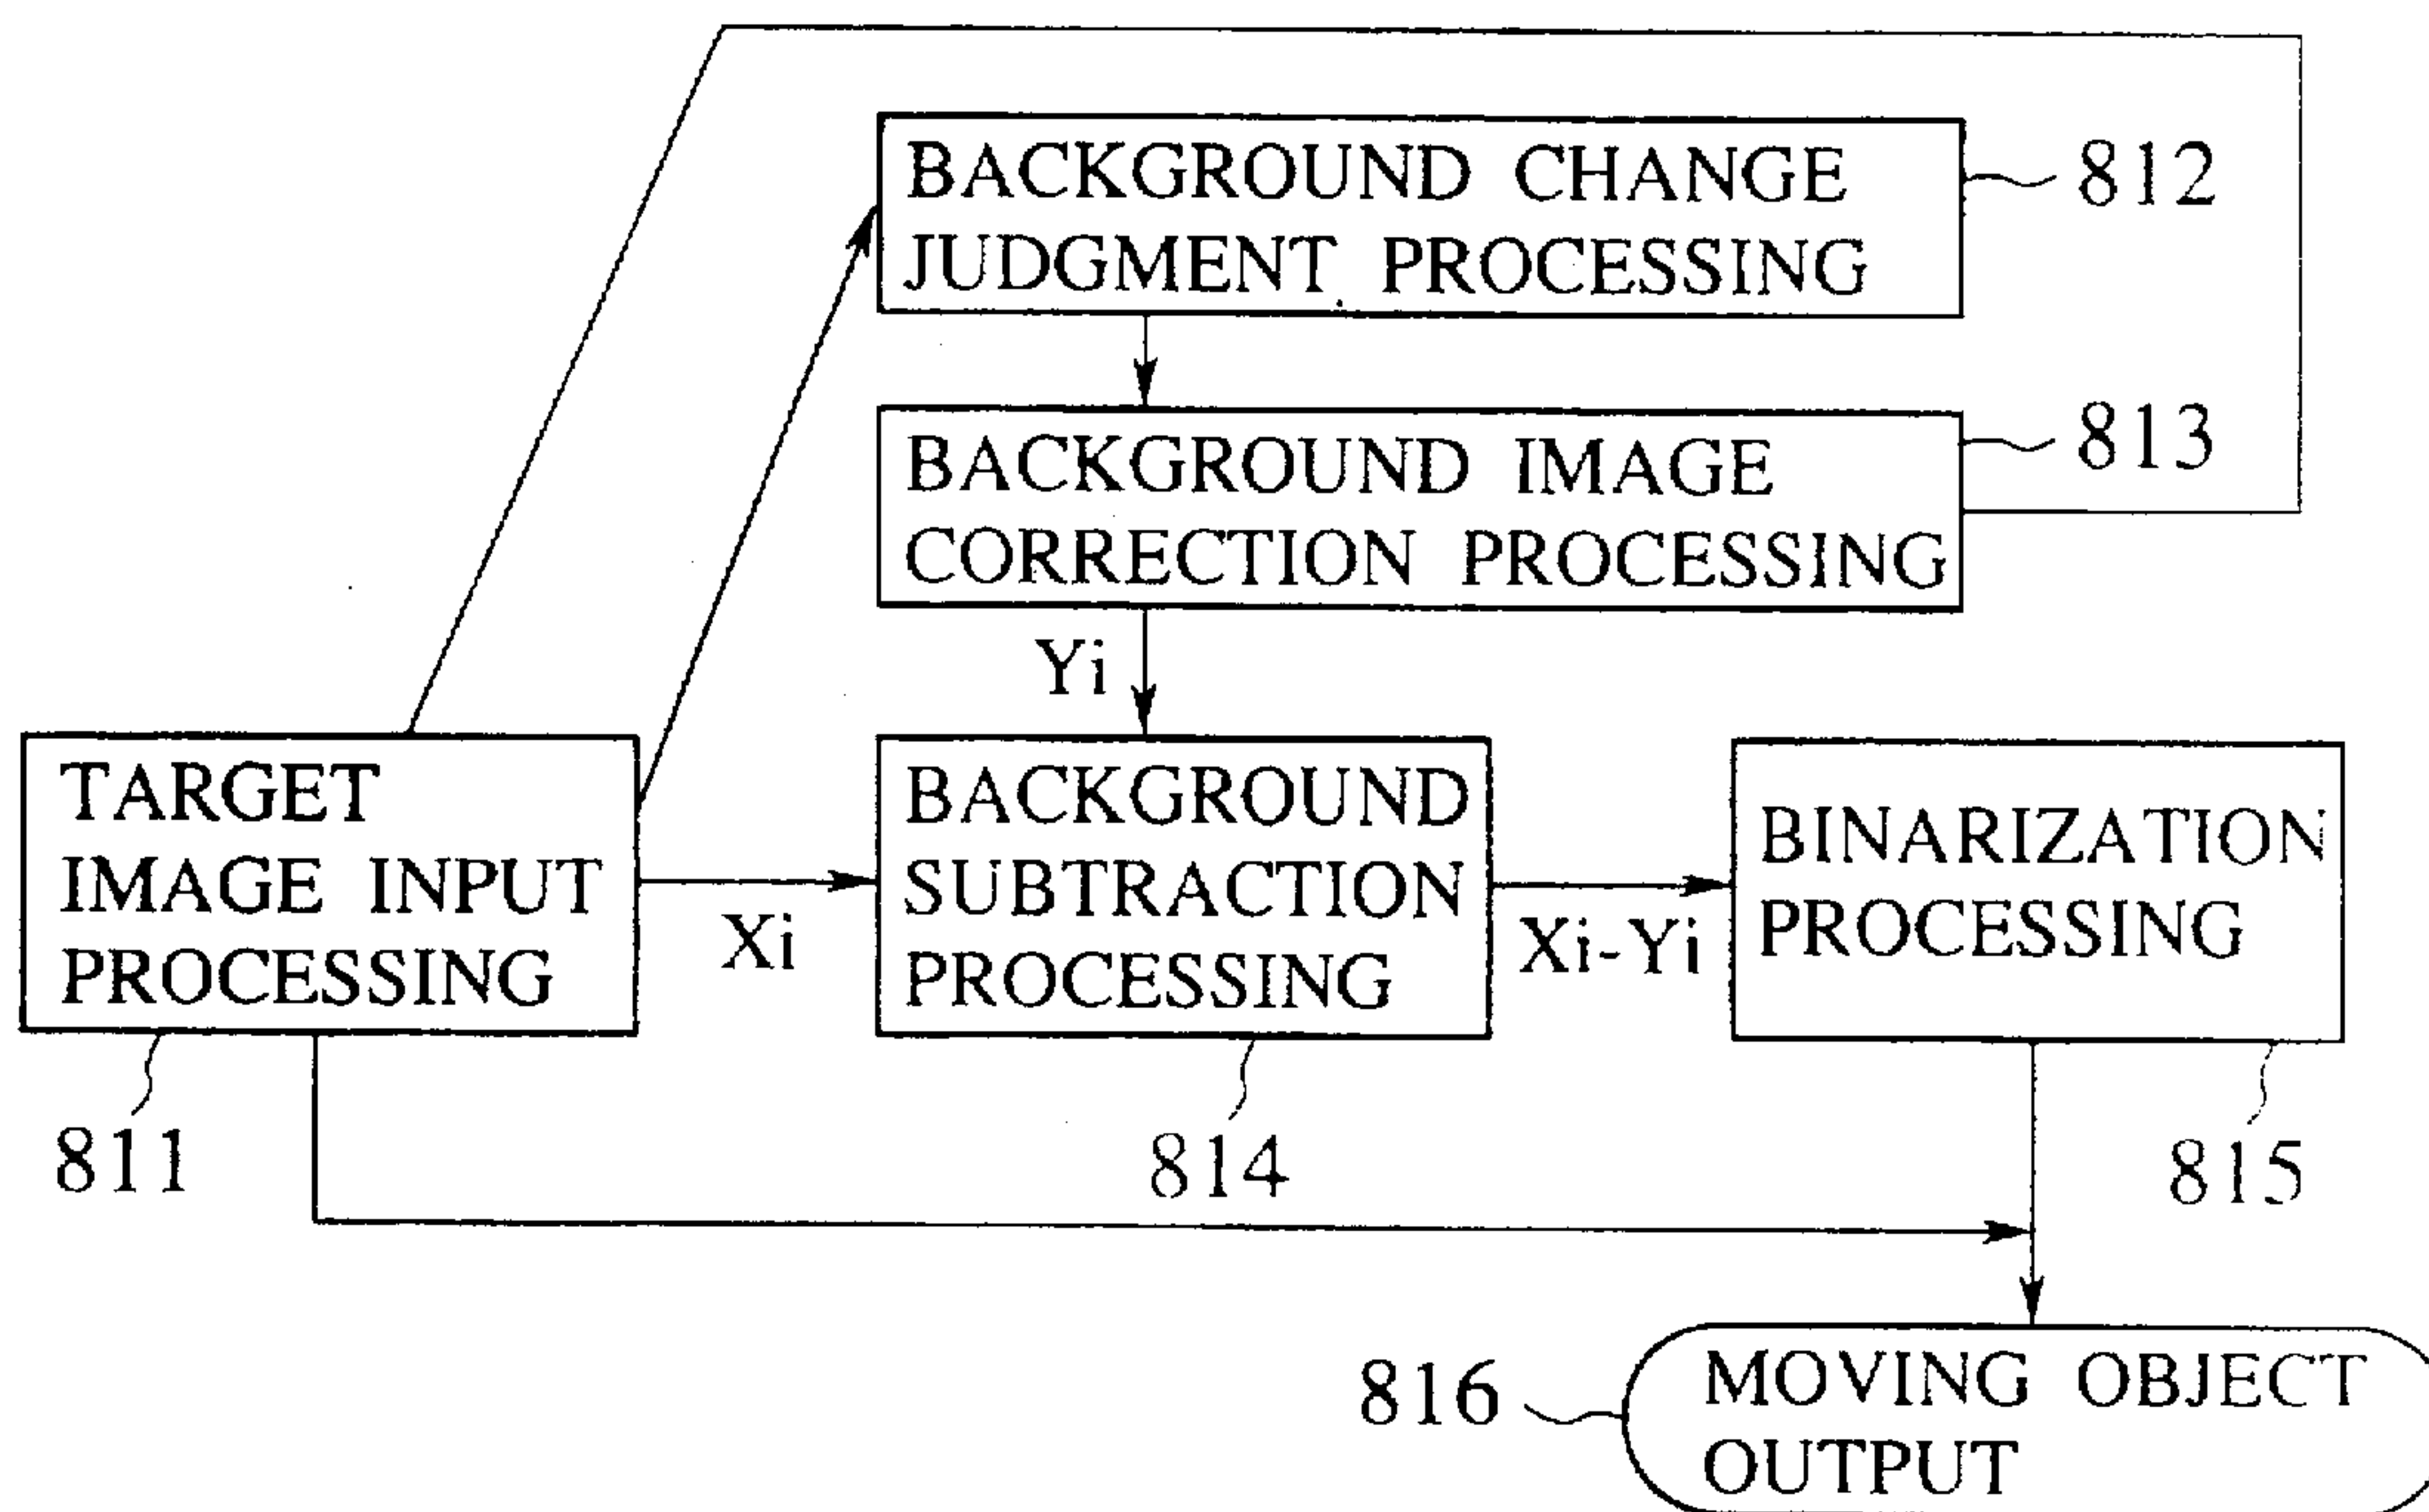 BACKGROUND CHANGE
JUDGMENT PROCESSING
812
BACKGROUND IMAGE
CORRECTION PROCESSING
813
Yi
TARGET
IMAGE INPUT
PROCESSING
811
Xi
BACKGROUND
SUBTRACTION
PROCESSING
814
Xi-Yi
BINARIZATION
PROCESSING
815
816
MOVING OBJECT
OUTPUT